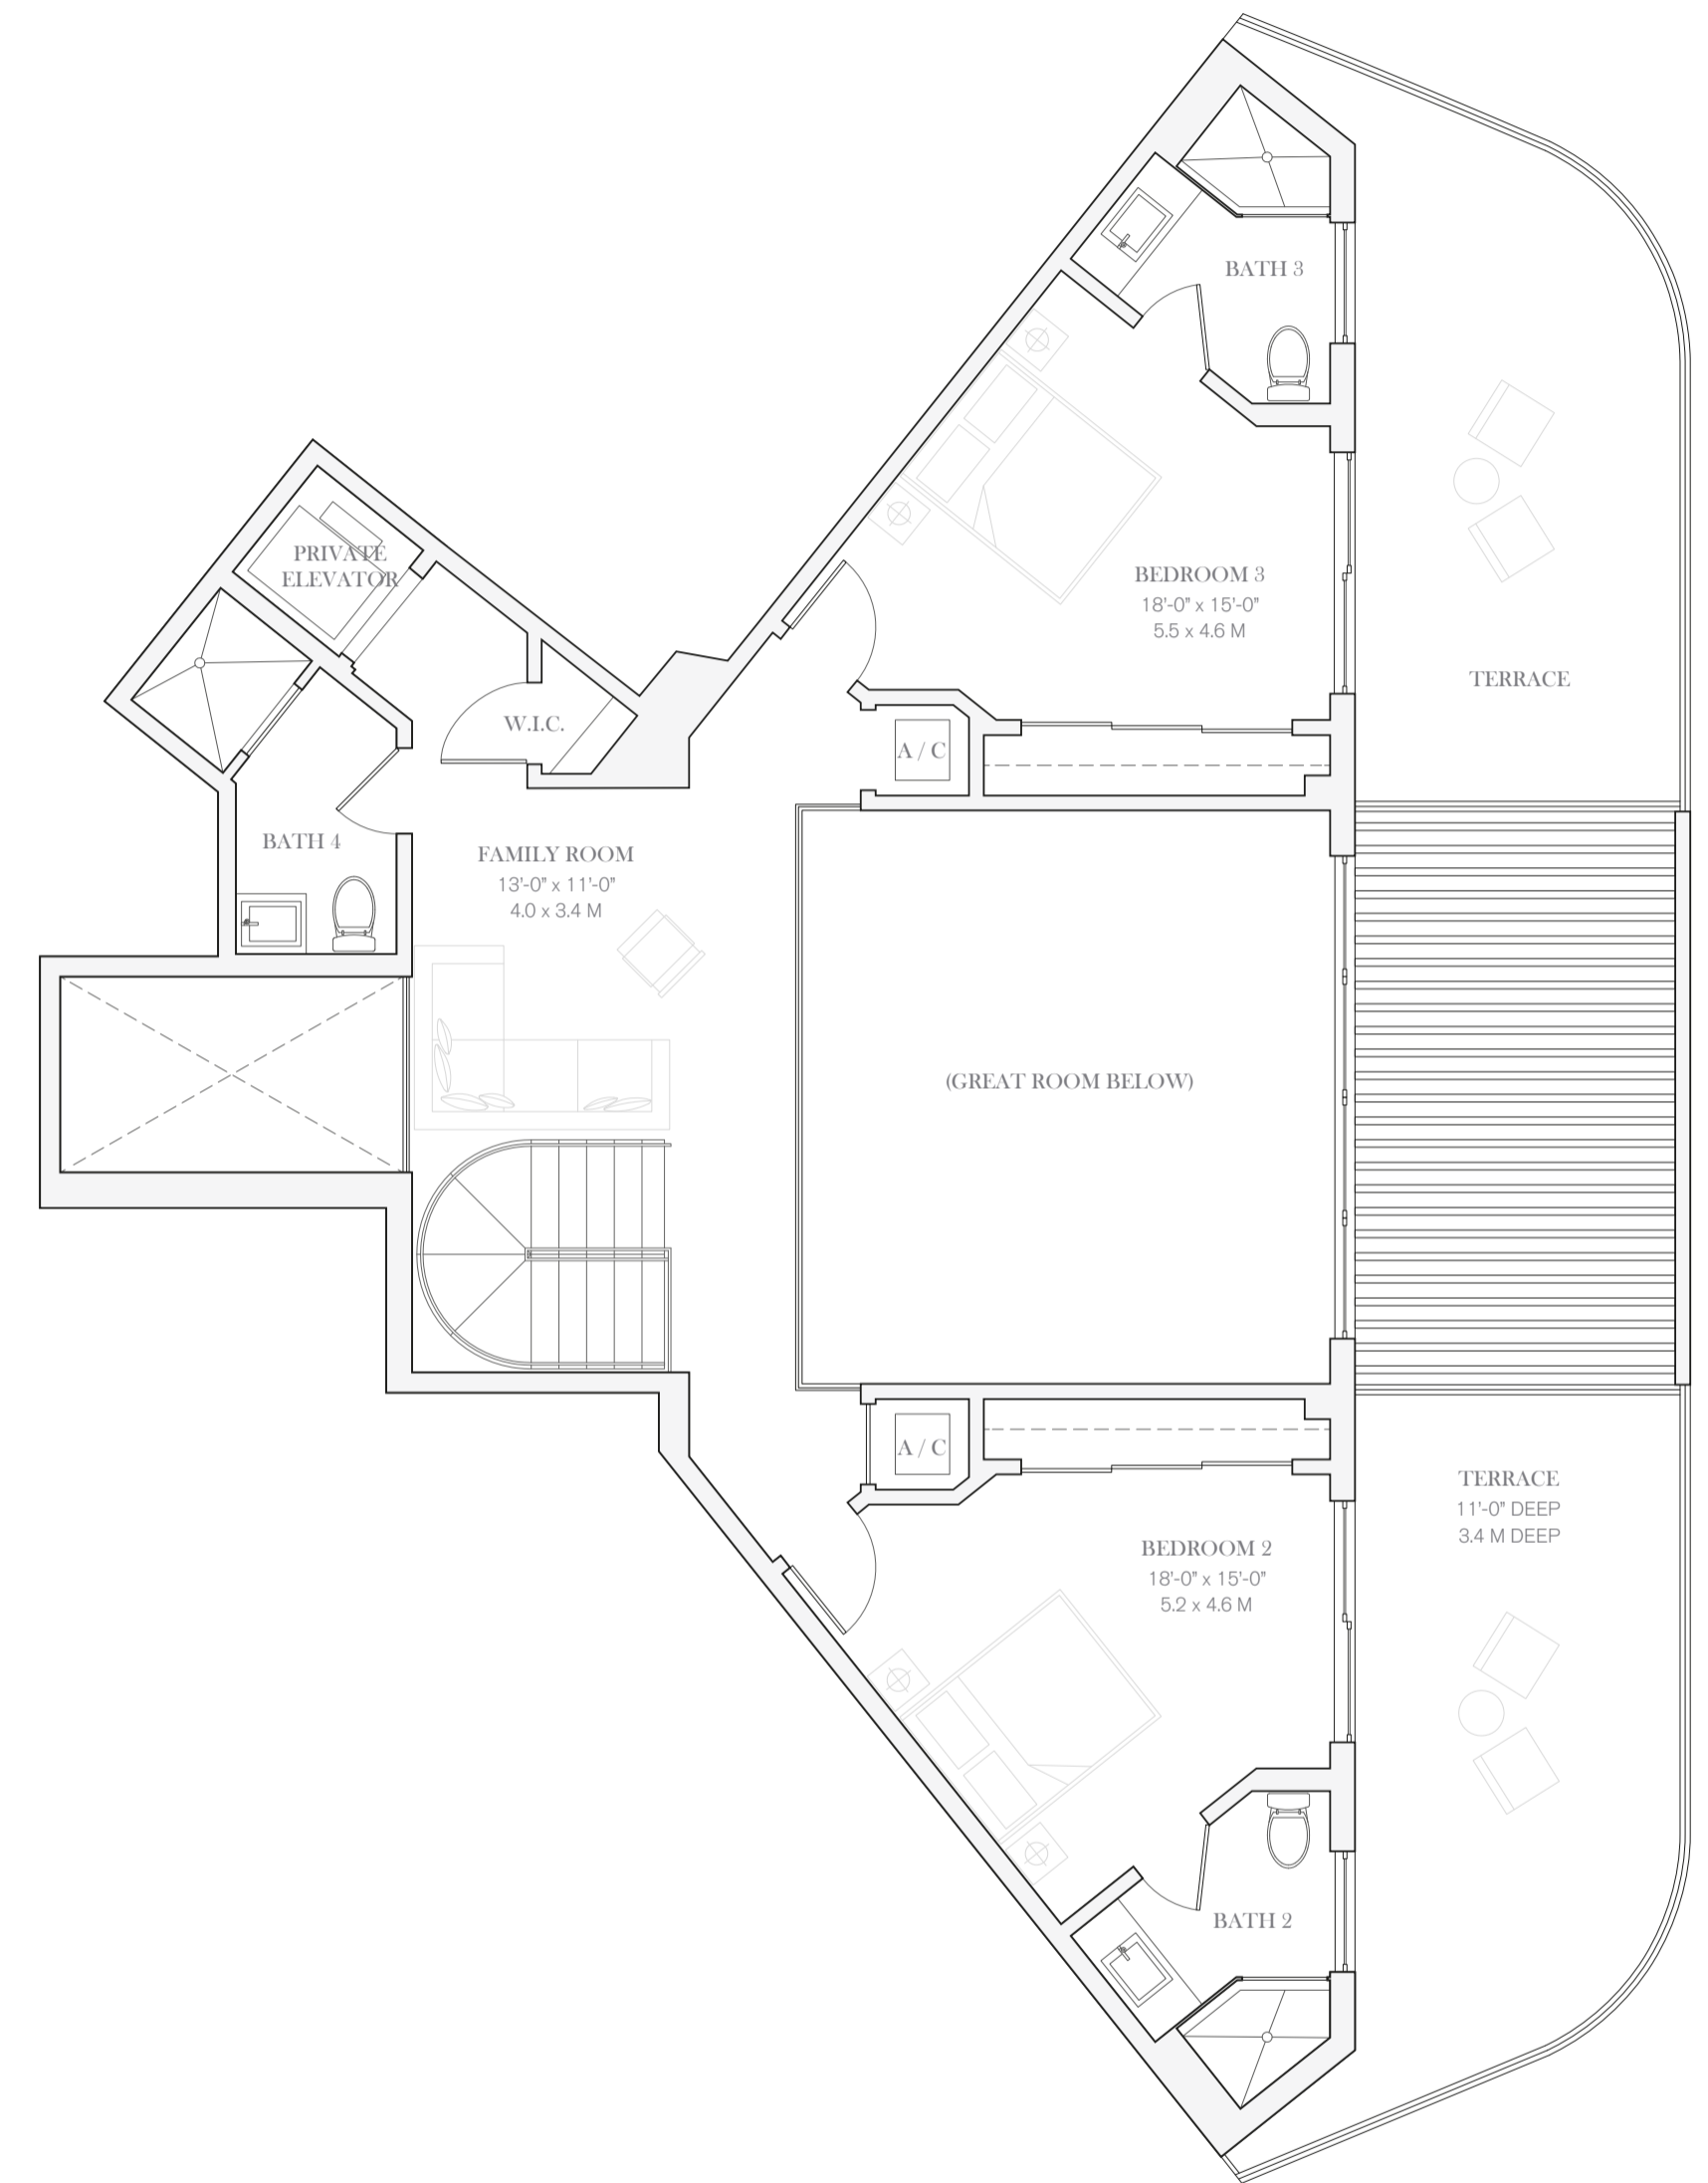 BATH 3
PRIVATE
ELEVATOR
BEDROOM 3
18'-0" x 15'-0"
5.5 x 4.6 M
TERRACE
W.I.C.
A / C
BATH 4
FAMILY ROOM
13'-0" x 11'-0"
4.0 x 3.4 M
(GREAT ROOM BELOW)
A / C
TERRACE
11'-0" DEEP
3.4 M DEEP
BEDROOM 2
18'-0" x 15'-0"
5.2 x 4.6 M
BATH 2